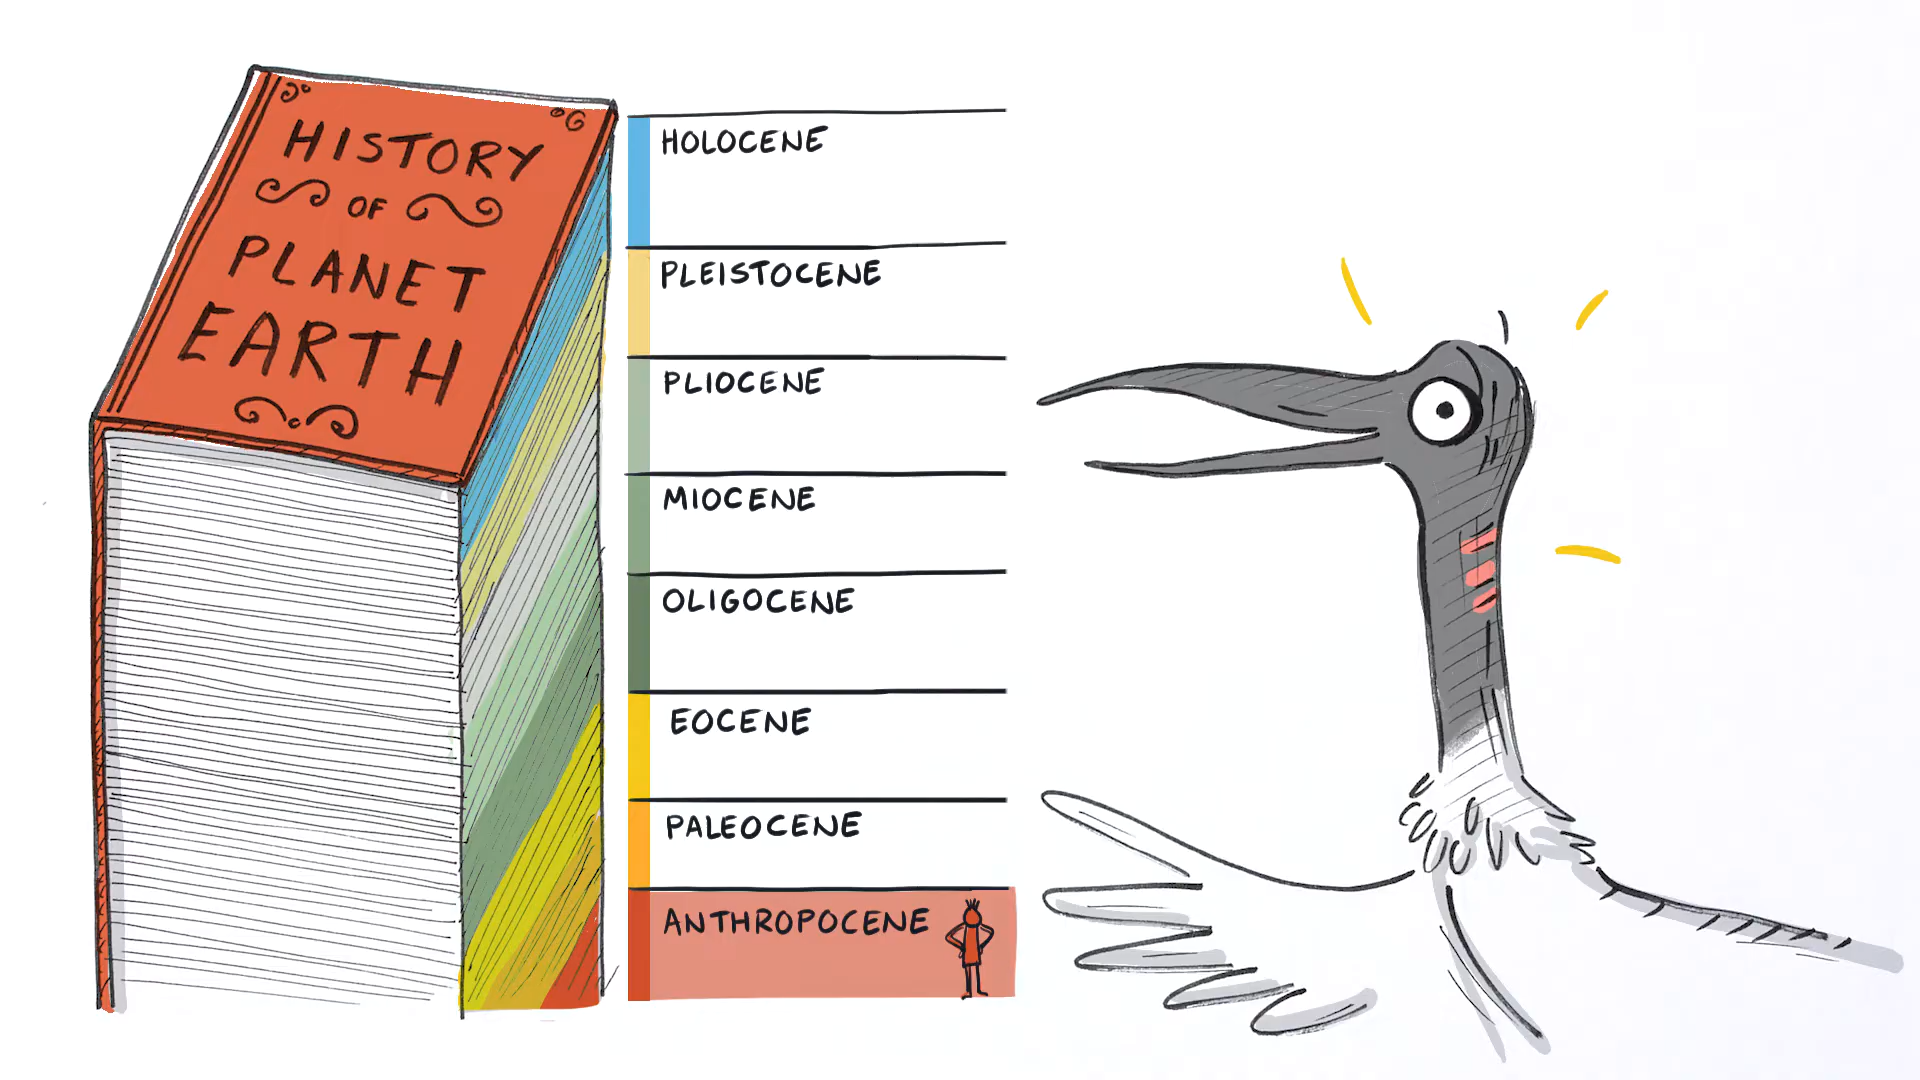 HISTORY
OF
PLANET
EARTH
HOLOCENE
PLEISTOCENE
PLIOCENE
MIOCENE
OLIGOCENE
EOCENE
PALEOCENE
ANTHROPOCENE